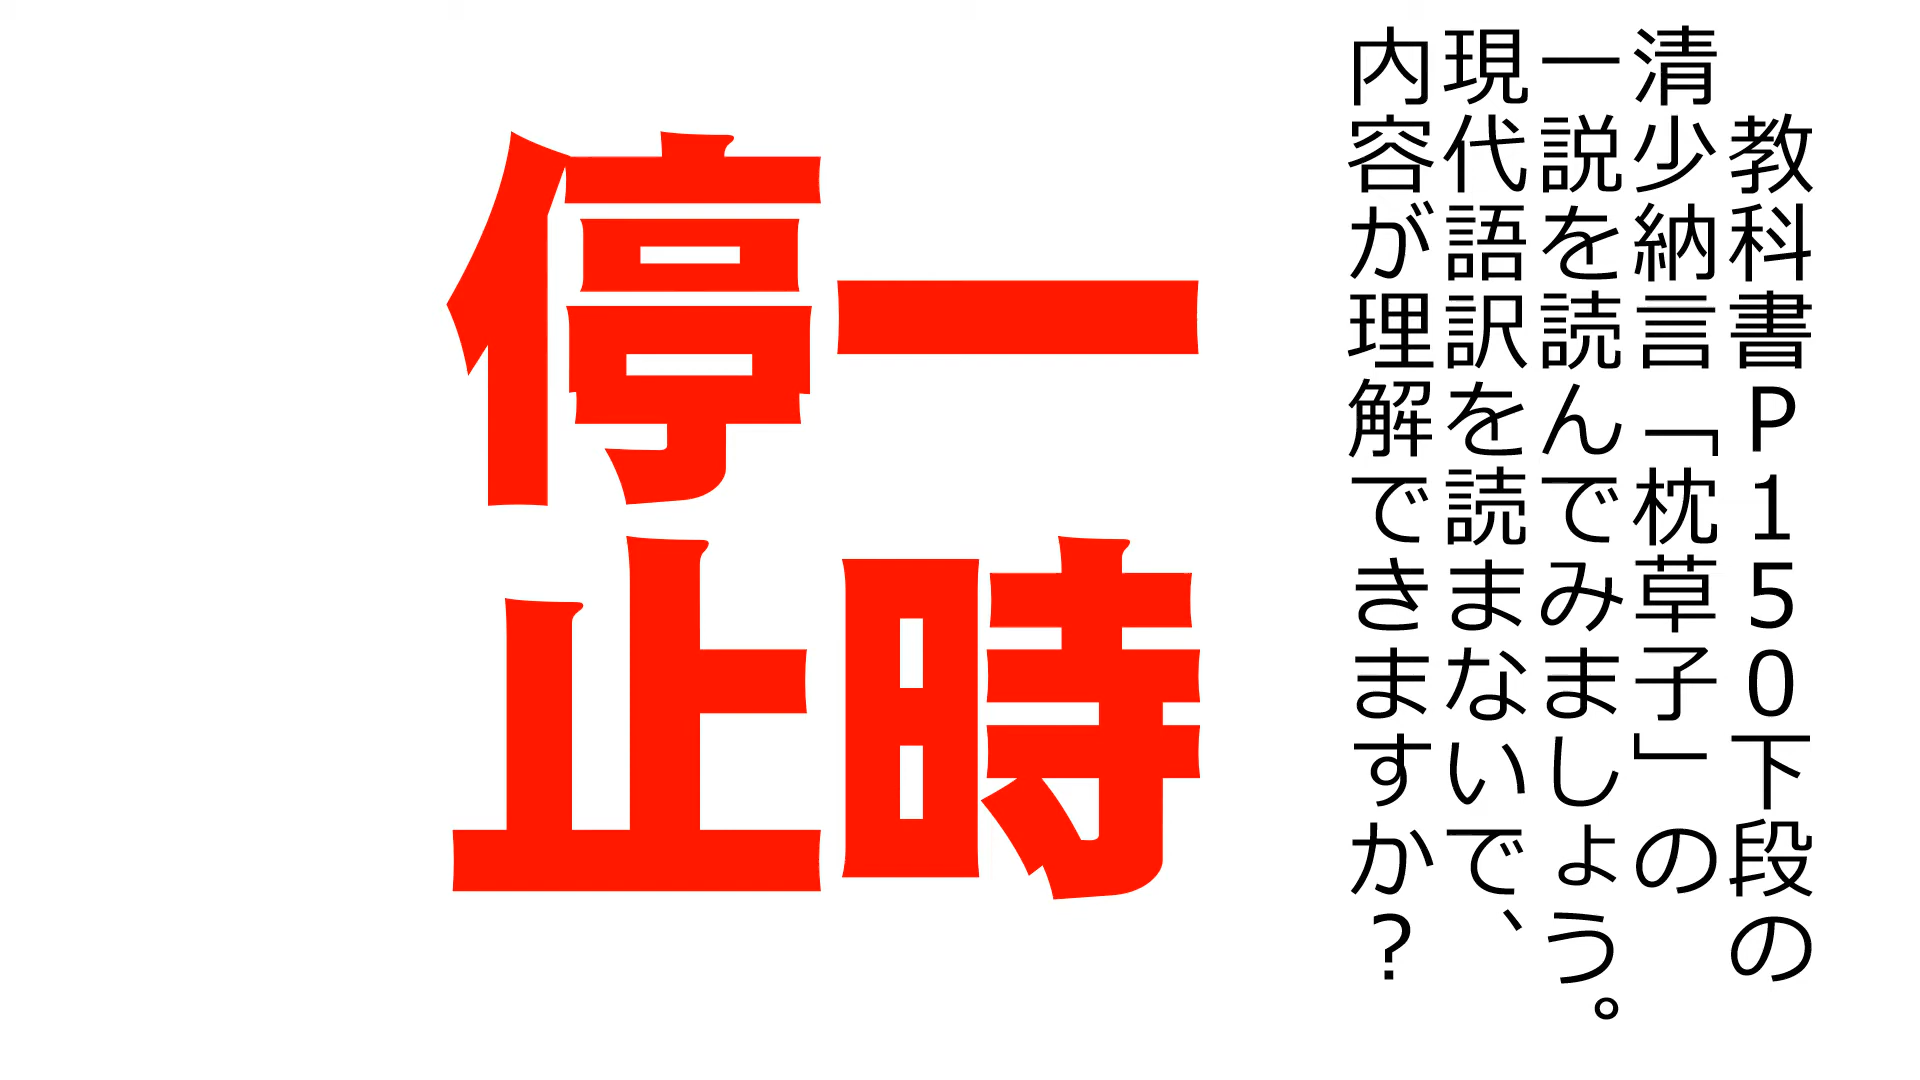 教科書P150下段の
清少納言「枕草子」の
一説を読んでみましょう。
現代語訳を読まないで、
内容が理解できますか?
一時
停止